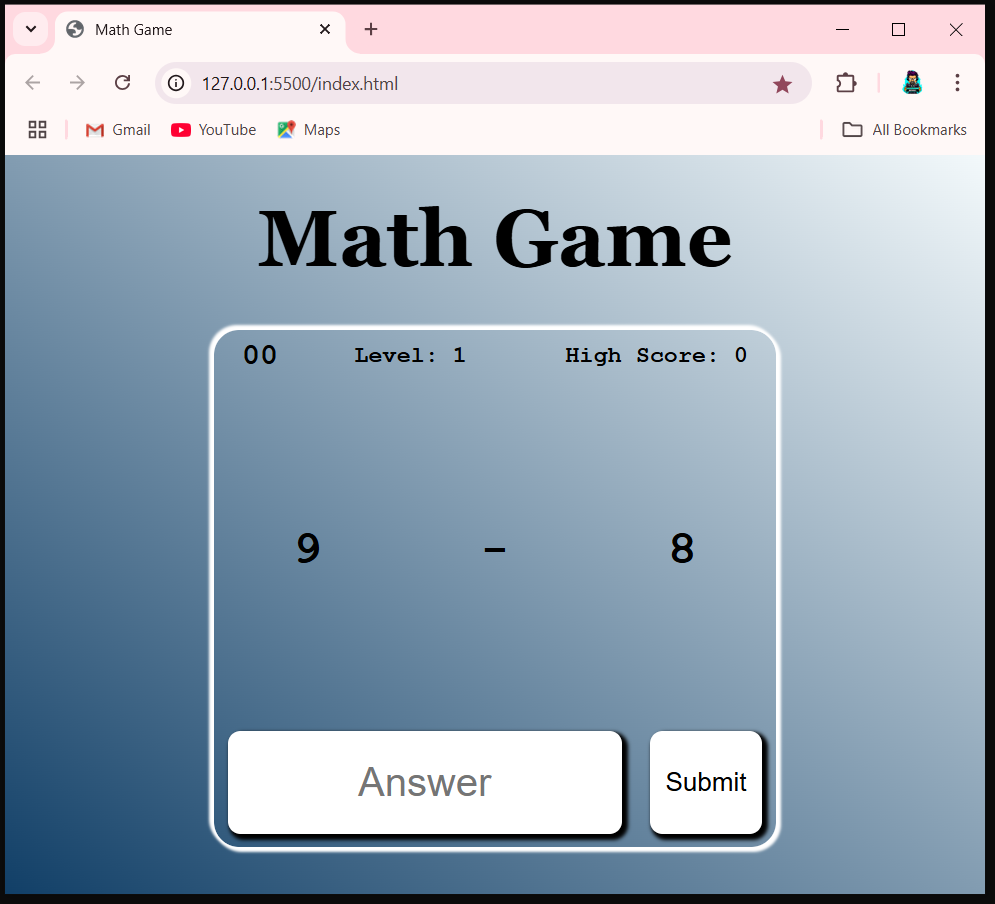 Math Game
127.0.0.1:5500/index.html
Gmail YouTube Maps All Bookmarks
Math Game
00 Level: 1 High Score: 0
9 - 8
Answer Submit